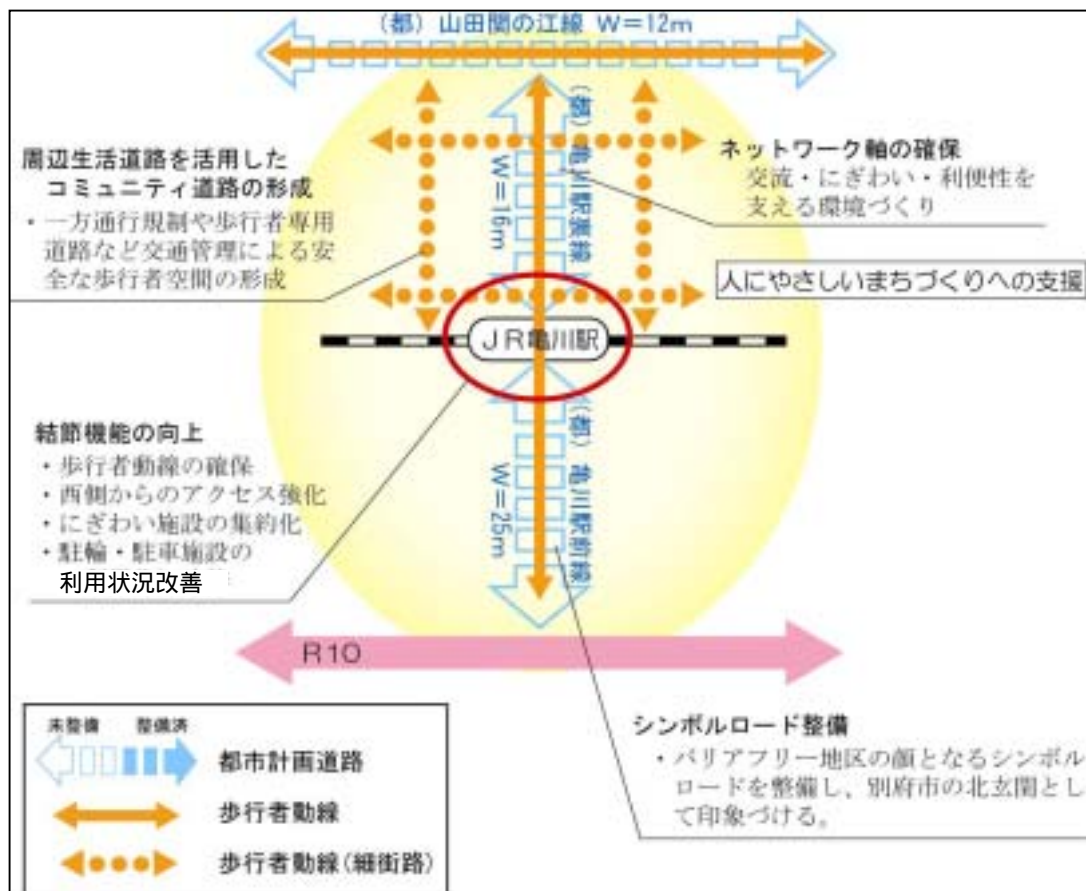 (都) 山田関の江線 W=12m
周辺生活道路を活用した
コミュニティ道路の形成
・一方通行規制や歩行者専用
道路など交通管理による安
全な歩行者空間の形成
(都) 亀川駅裏線
W=16m
ネットワーク軸の確保
交流・にぎわい・利便性を
支える環境づくり
人にやさしいまちづくりへの支援
JR亀川駅
結節機能の向上
・歩行者動線の確保
・西側からのアクセス強化
・にぎわい施設の集約化
・駐輪・駐車施設の
利用状況改善
(都) 亀川駅前線
W=25m
R10
シンボルロード整備
・バリアフリー地区の顔となるシンボル
ロードを整備し、別府市の北玄関とし
て印象づける。
未整備 整備済
都市計画道路
歩行者動線
歩行者動線(細街路)